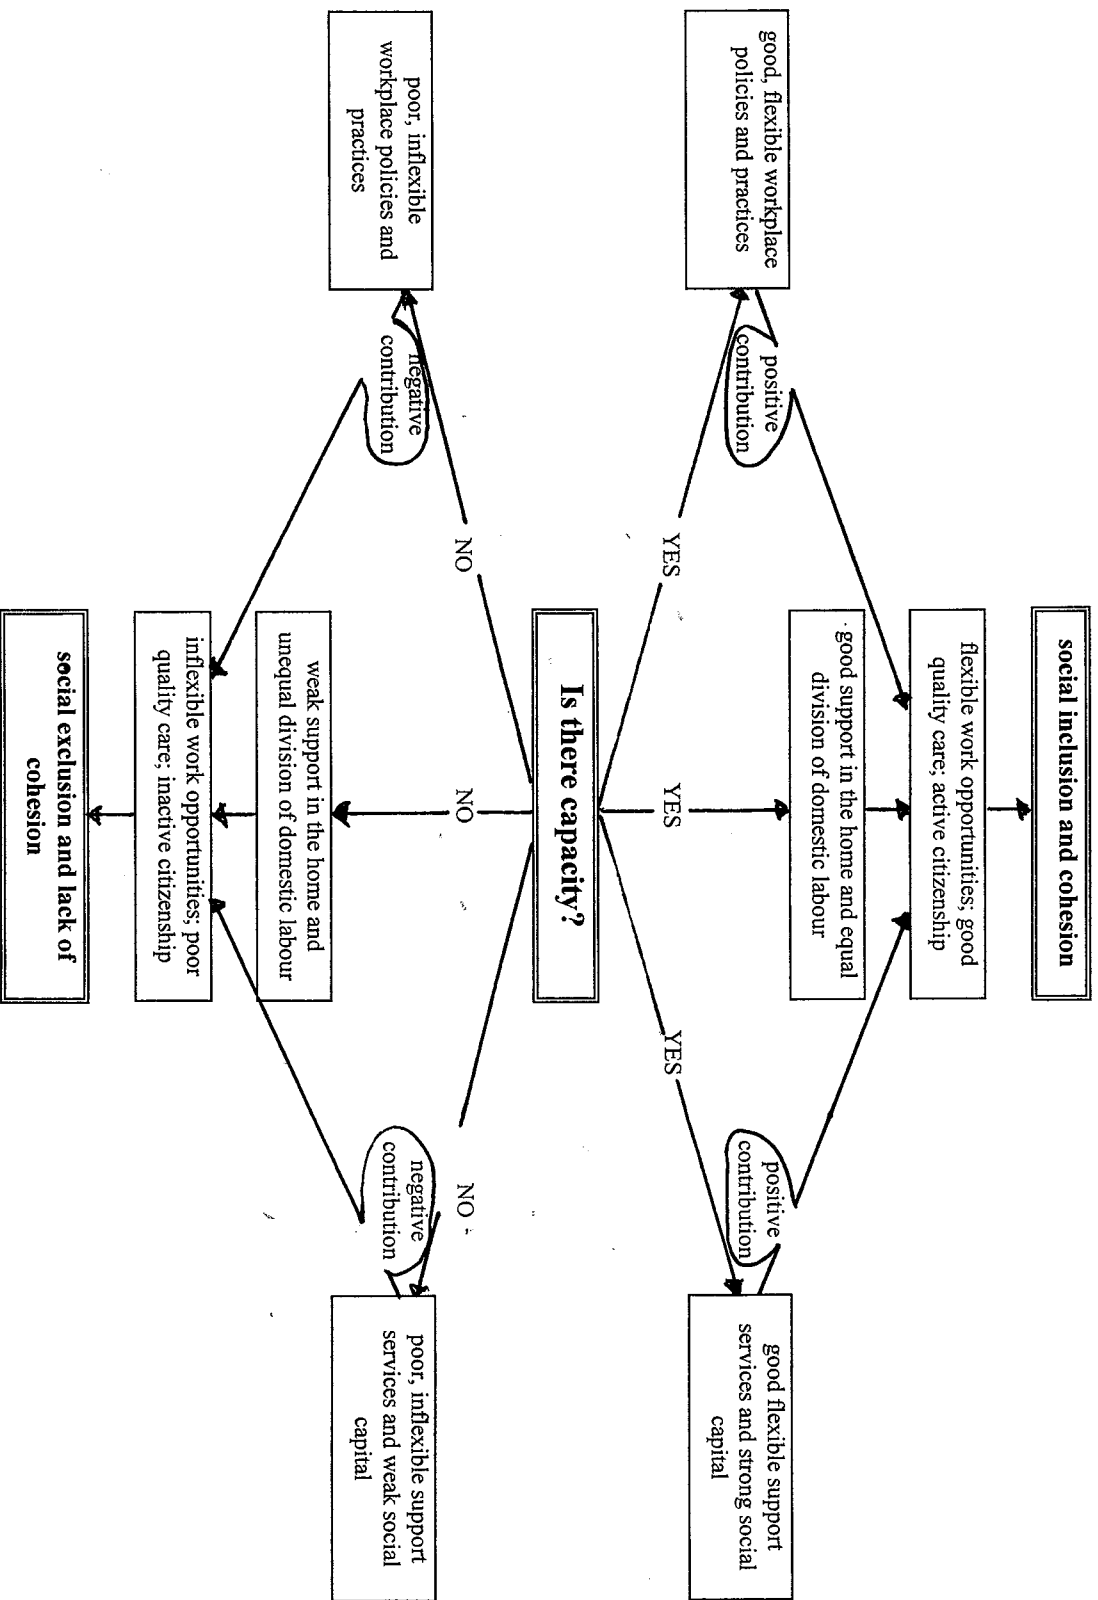 social inclusion and cohesion
flexible work opportunities; good
quality care; active citizenship
good support in the home and equal
division of domestic labour
good, flexible workplace
policies and practices
positive
contribution
positive
contribution
good flexible support
services and strong social
capital
YES
YES
YES
Is there capacity?
NO
NO
NO
poor, inflexible
workplace policies and
practices
negative
contribution
negative
contribution
poor, inflexible support
services and weak social
capital
weak support in the home and
unequal division of domestic labour
inflexible work opportunities; poor
quality care; inactive citizenship
social exclusion and lack of
cohesion